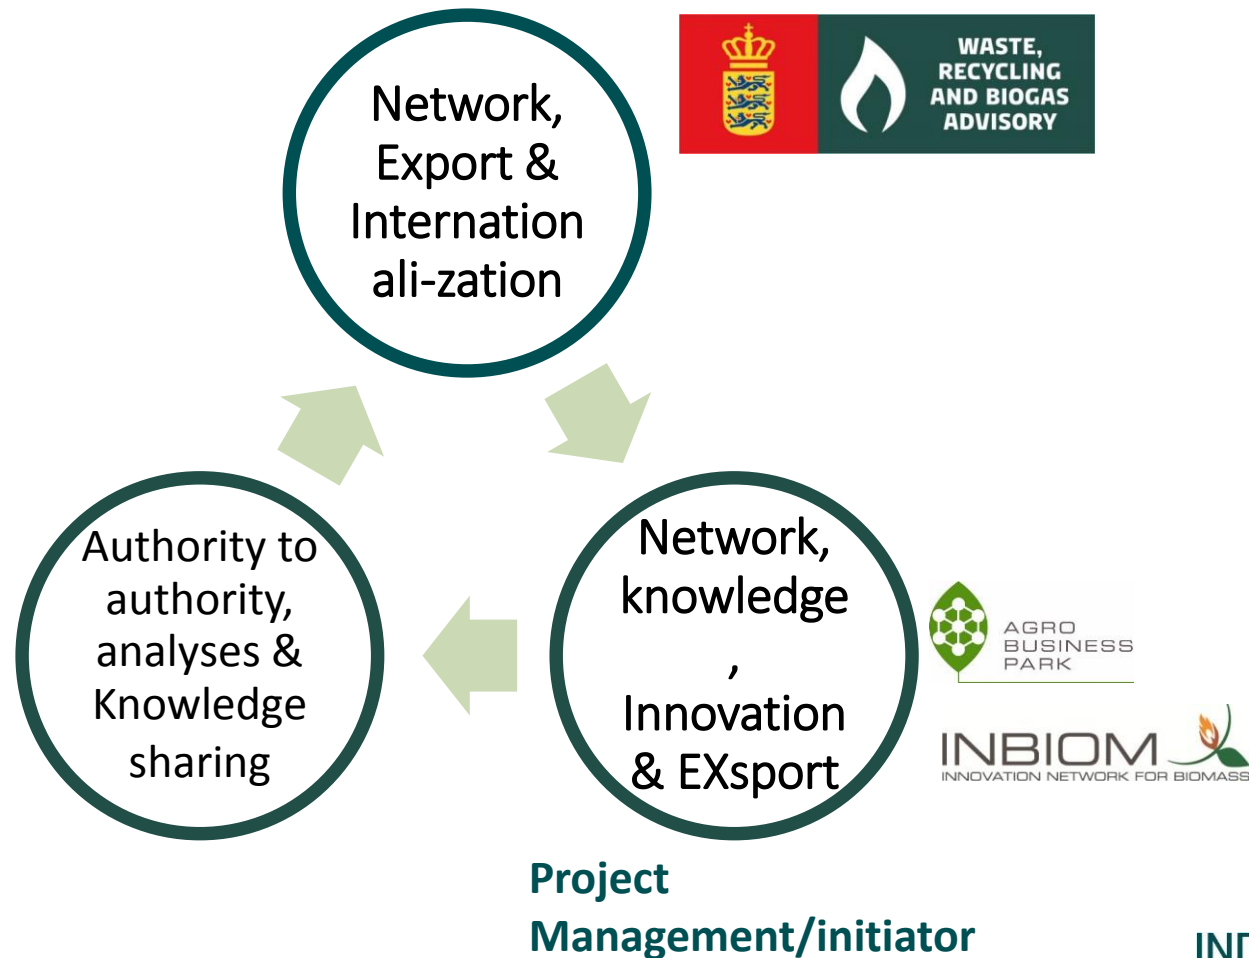 Network,
Export &
Internation
ali-zation
WASTE,
RECYCLING
AND BIOGAS
ADVISORY
Authority to
authority,
analyses &
Knowledge
sharing
Network,
knowledge
,
Innovation
& EXsport
AGRO
BUSINESS
PARK
INBIOM
INNOVATION NETWORK FOR BIOMASS
Project
Management/initiator